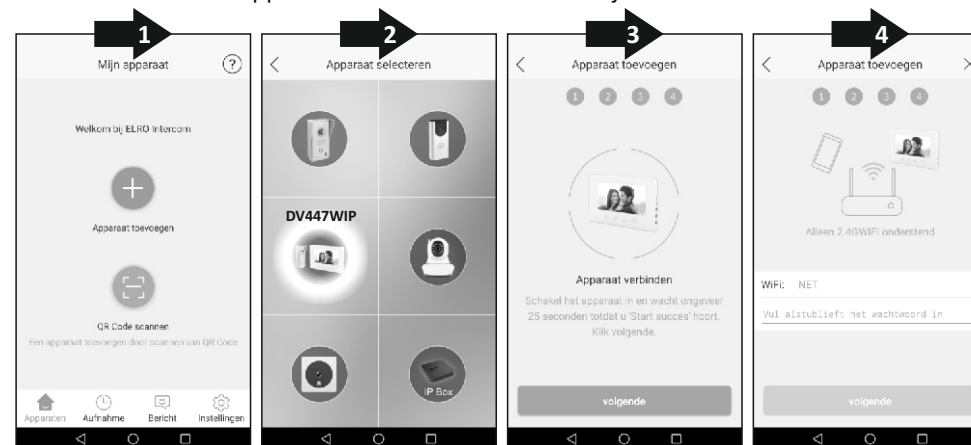 1
Mijn apparaat
?
Welkom bij ELRO Intercom
Apparaat toevoegen
QR Code scannen
Een apparaat toevoegen door scannen van QR Code
Apparaten Aufnahme Bericht Instellingen
2
Apparaat selecteren
DV447WIP
IP Box
3
Apparaat toevoegen
1 2 3 4
Apparaat verbinden
Schakel het apparaat in en wacht ongeveer
25 seconden totdat u 'Start succes' hoort.
Klik volgende.
volgende
4
Apparaat toevoegen
1 2 3 4
Alleen 2.4GWIFI onderstend
WiFi: NET
Vul alstublieft het wachtwoord in
volgende